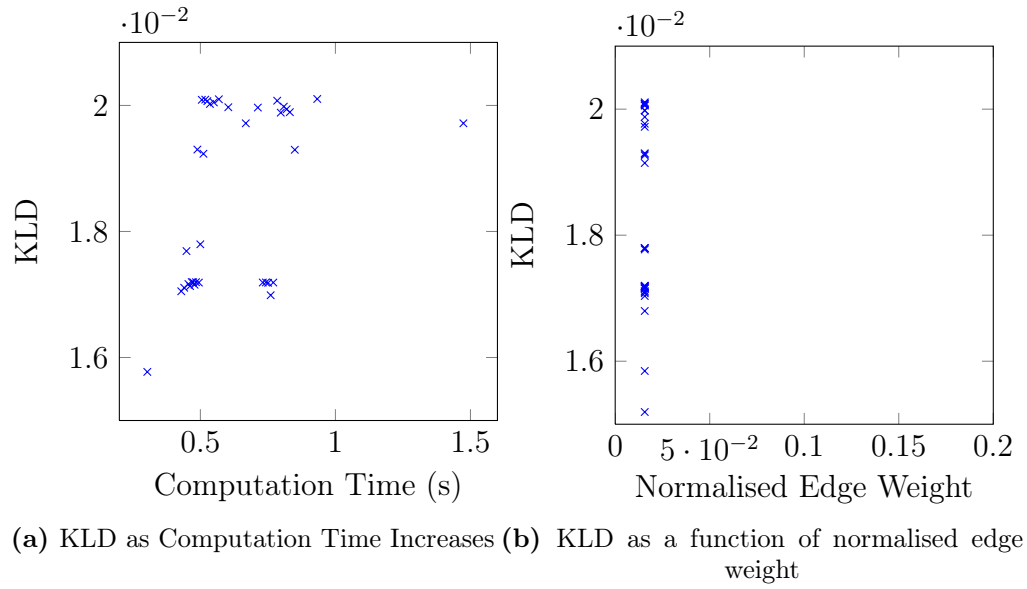 ·10⁻²
2
1.8
1.6
KLD
0.5 1 1.5
Computation Time (s)
(a) KLD as Computation Time Increases
·10⁻²
2
1.8
1.6
KLD
0 5 · 10⁻² 0.1 0.15 0.2
Normalised Edge Weight
(b) KLD as a function of normalised edge
weight